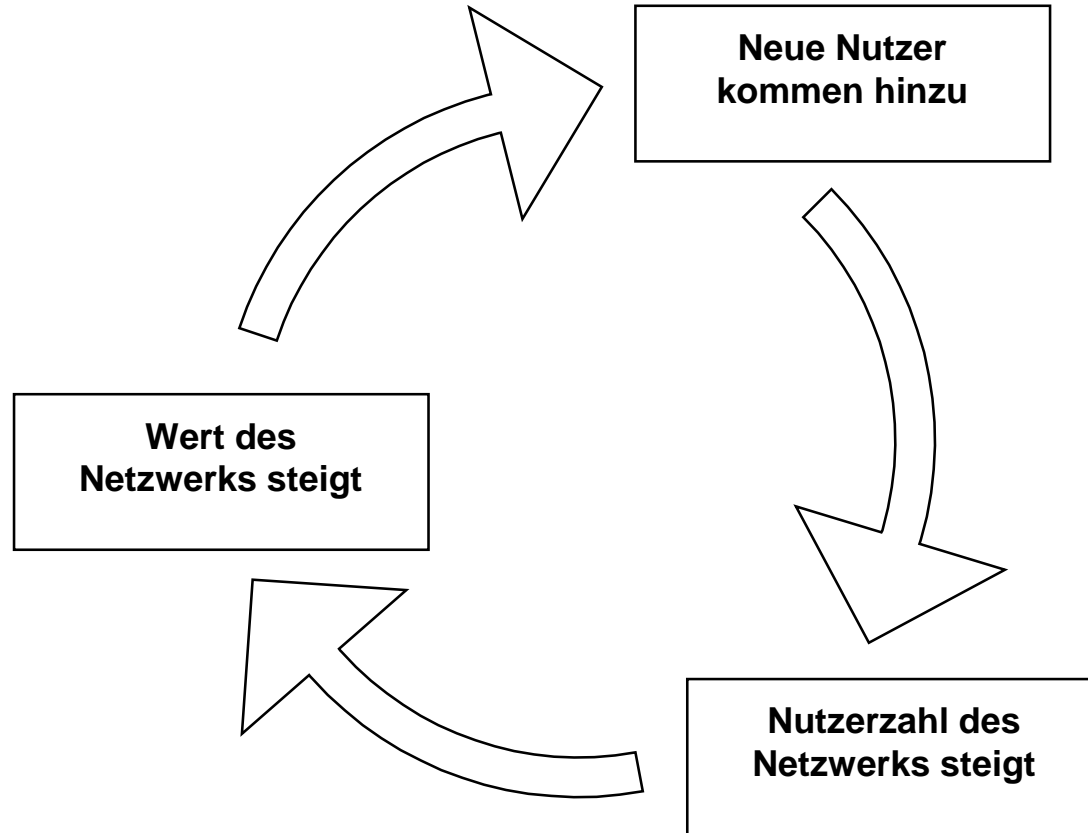 Neue Nutzer
kommen hinzu
Wert des
Netzwerks steigt
Nutzerzahl des
Netzwerks steigt